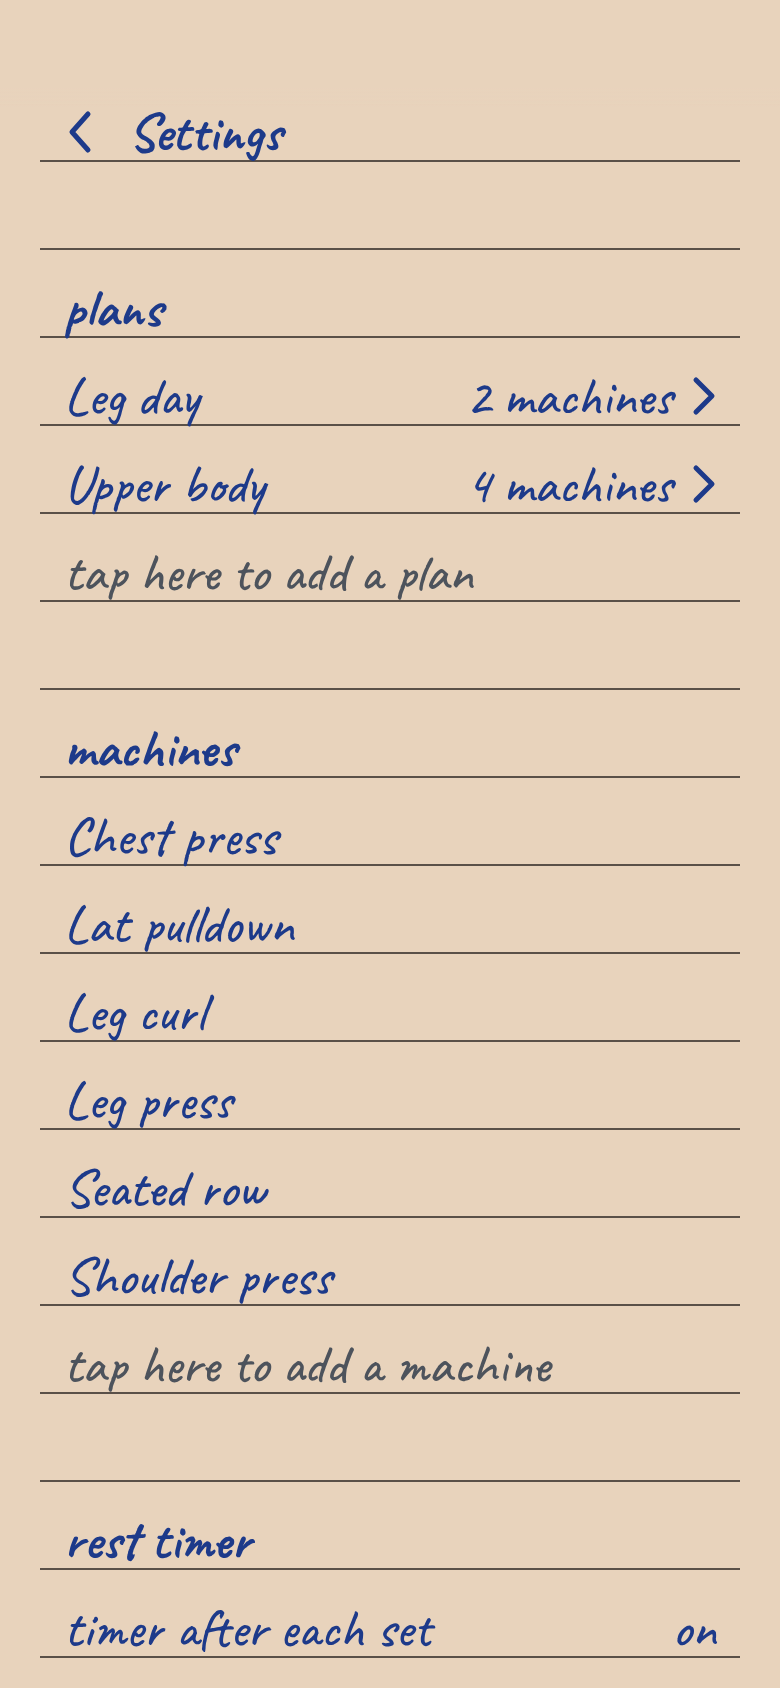 Settings
plans
Leg day 2 machines
Upper body 4 machines
tap here to add a plan
machines
Chest press
Lat pulldown
Leg curl
Leg press
Seated row
Shoulder press
tap here to add a machine
rest timer
timer after each set on